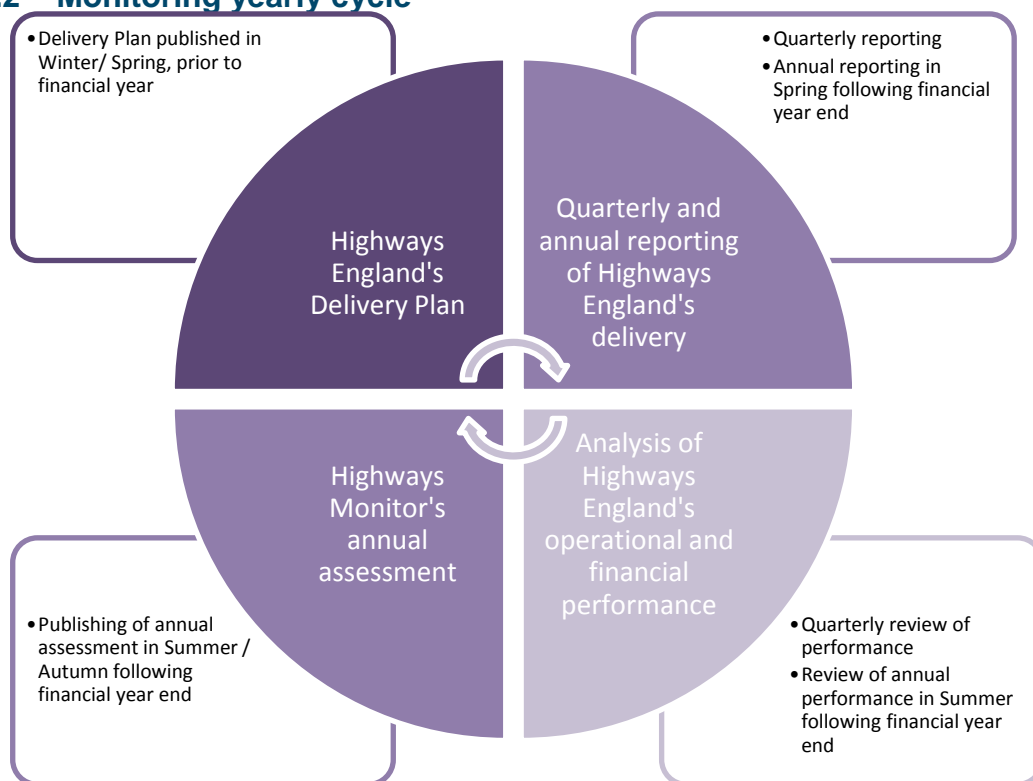 .2 Monitoring yearly cycle
•Delivery Plan published in
Winter/ Spring, prior to
financial year
•Quarterly reporting
•Annual reporting in
Spring following financial
year end
Highways
England's
Delivery Plan
Quarterly and
annual reporting
of Highways
England's
delivery
Highways
Monitor's
annual
assessment
Analysis of
Highways
England's
operational and
financial
performance
•Publishing of annual
assessment in Summer /
Autumn following
financial year end
•Quarterly review of
performance
•Review of annual
performance in Summer
following financial year
end